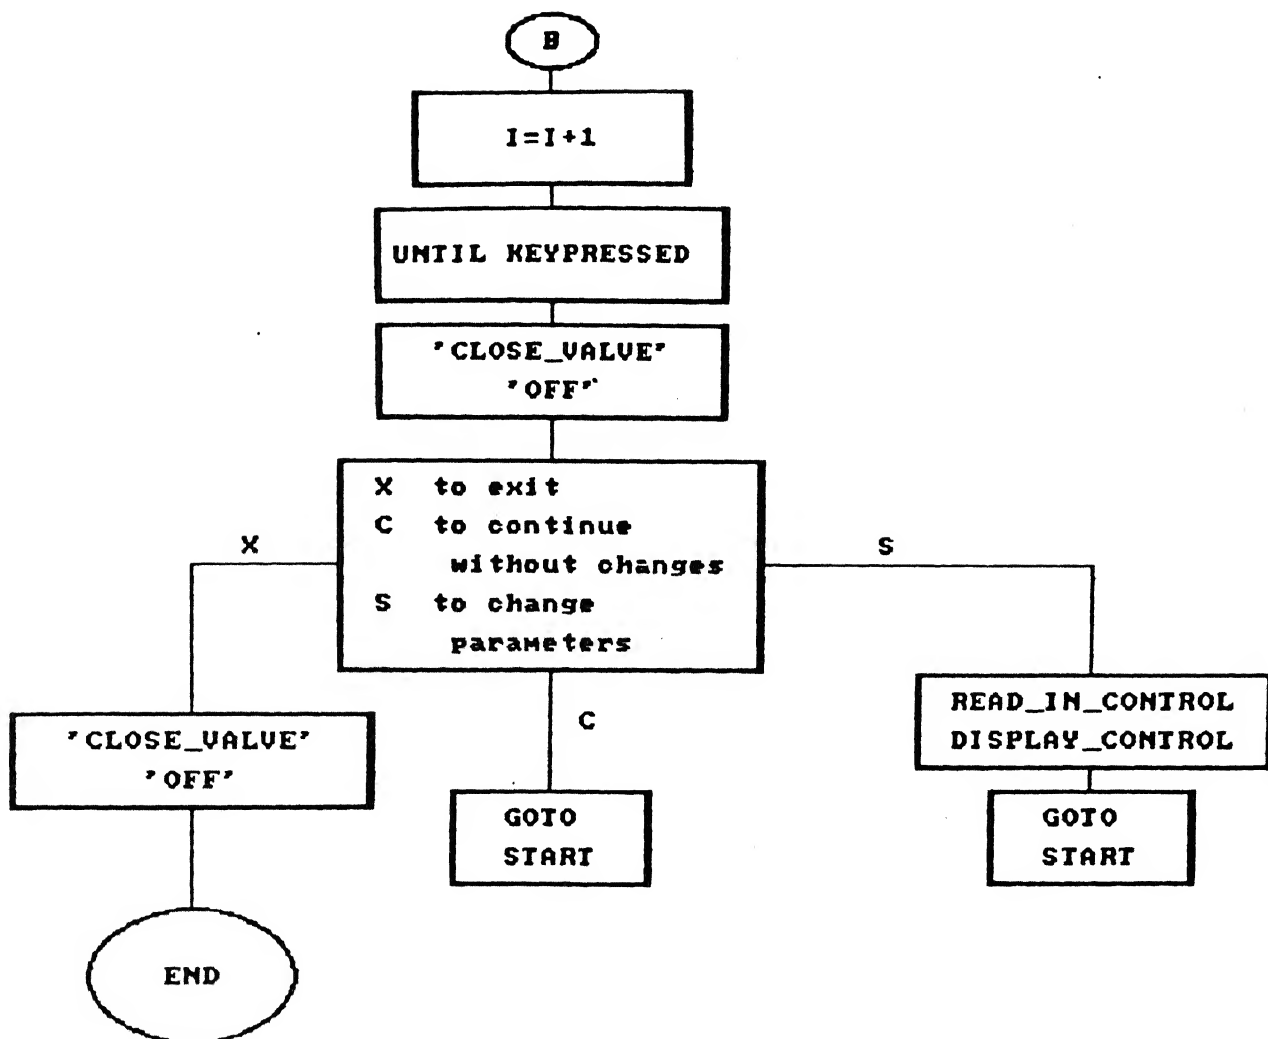 B
I=I+1
UNTIL KEYPRESSED
"CLOSE_VALVE"
"OFF"
X to exit
C to continue
without changes
S to change
parameters
X
S
C
"CLOSE_VALVE"
"OFF"
GOTO
START
READ_IN_CONTROL
DISPLAY_CONTROL
GOTO
START
END